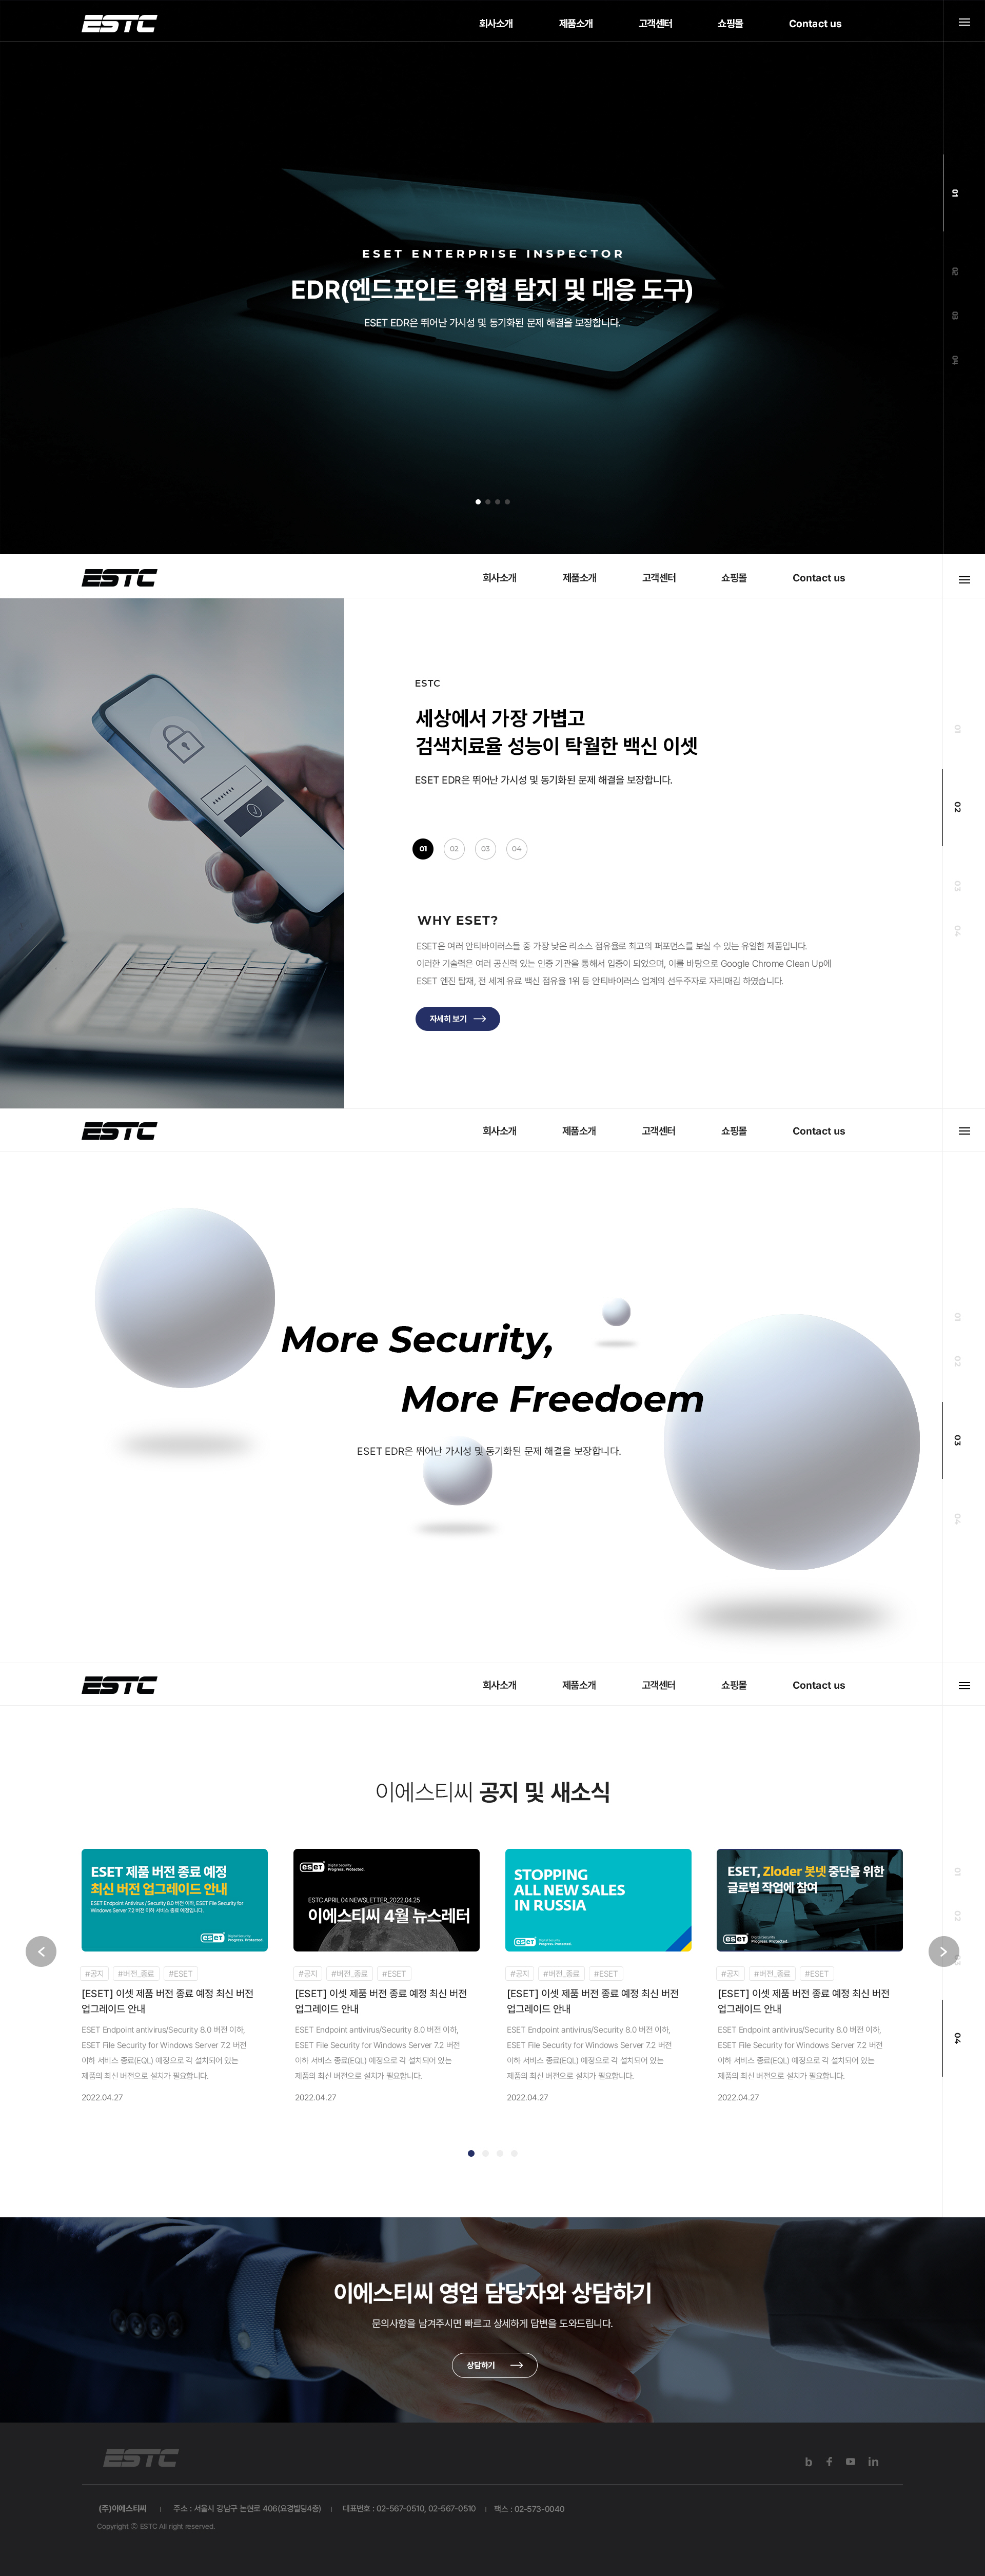 ESTC
회사소개
제품소개
고객센터
쇼핑몰
Contact us
01
02
03
04
ESET ENTERPRISE INSPECTOR
EDR(엔드포인트 위협 탐지 및 대응 도구)
ESET EDR은 뛰어난 가시성 및 동기화된 문제 해결을 보장합니다.
ESTC
회사소개
제품소개
고객센터
쇼핑몰
Contact us
01
02
03
04
ESTC
세상에서 가장 가볍고
검색치료율 성능이 탁월한 백신 이셋
ESET EDR은 뛰어난 가시성 및 동기화된 문제 해결을 보장합니다.
01
02
03
04
WHY ESET?
ESET은 여러 안티바이러스들 중 가장 낮은 리소스 점유율로 최고의 퍼포먼스를 보실 수 있는 유일한 제품입니다.
이러한 기술력은 여러 공신력 있는 인증 기관을 통해서 입증이 되었으며, 이를 바탕으로 Google Chrome Clean Up에
ESET 엔진 탑재, 전 세계 유료 백신 점유율 1위 등 안티바이러스 업계의 선두주자로 자리매김 하였습니다.
자세히 보기
ESTC
회사소개
제품소개
고객센터
쇼핑몰
Contact us
01
02
03
04
More Security,
More Freedoem
ESET EDR은 뛰어난 가시성 및 동기화된 문제 해결을 보장합니다.
ESTC
회사소개
제품소개
고객센터
쇼핑몰
Contact us
01
02
03
04
이에스티씨 공지 및 새소식
ESET 제품 버전 종료 예정
최신 버전 업그레이드 안내
ESET Endpoint Antivirus / Security 8.0 버전 이하, ESET File Security for
Windows Server 7.2 버전 이하 서비스 종료 예정입니다.
eset
Digital Security
Progress. Protected.
#공지
#버전_종료
#ESET
[ESET] 이셋 제품 버전 종료 예정 최신 버전
업그레이드 안내
ESET Endpoint antivirus/Security 8.0 버전 이하,
ESET File Security for Windows Server 7.2 버전
이하 서비스 종료(EQL) 예정으로 각 설치되어 있는
제품의 최신 버전으로 설치가 필요합니다.
2022.04.27
eset
Digital Security
Progress. Protected.
ESTC APRIL 04 NEWSLETTER_2022.04.25
이에스티씨 4월 뉴스레터
#공지
#버전_종료
#ESET
[ESET] 이셋 제품 버전 종료 예정 최신 버전
업그레이드 안내
ESET Endpoint antivirus/Security 8.0 버전 이하,
ESET File Security for Windows Server 7.2 버전
이하 서비스 종료(EQL) 예정으로 각 설치되어 있는
제품의 최신 버전으로 설치가 필요합니다.
2022.04.27
STOPPING
ALL NEW SALES
IN RUSSIA
eset
Digital Security
Progress. Protected.
#공지
#버전_종료
#ESET
[ESET] 이셋 제품 버전 종료 예정 최신 버전
업그레이드 안내
ESET Endpoint antivirus/Security 8.0 버전 이하,
ESET File Security for Windows Server 7.2 버전
이하 서비스 종료(EQL) 예정으로 각 설치되어 있는
제품의 최신 버전으로 설치가 필요합니다.
2022.04.27
ESET, Zloder 봇넷 중단을 위한
글로벌 작업에 참여
eset
Digital Security
Progress. Protected.
#공지
#버전_종료
#ESET
[ESET] 이셋 제품 버전 종료 예정 최신 버전
업그레이드 안내
ESET Endpoint antivirus/Security 8.0 버전 이하,
ESET File Security for Windows Server 7.2 버전
이하 서비스 종료(EQL) 예정으로 각 설치되어 있는
제품의 최신 버전으로 설치가 필요합니다.
2022.04.27
이에스티씨 영업 담당자와 상담하기
문의사항을 남겨주시면 빠르고 상세하게 답변을 도와드립니다.
상담하기
ESTC
(주)이에스티씨 | 주소 : 서울시 강남구 논현로 406(요경빌딩4층) | 대표번호 : 02-567-0510, 02-567-0510 | 팩스 : 02-573-0040
Copyright ⓒ ESTC All right reserved.